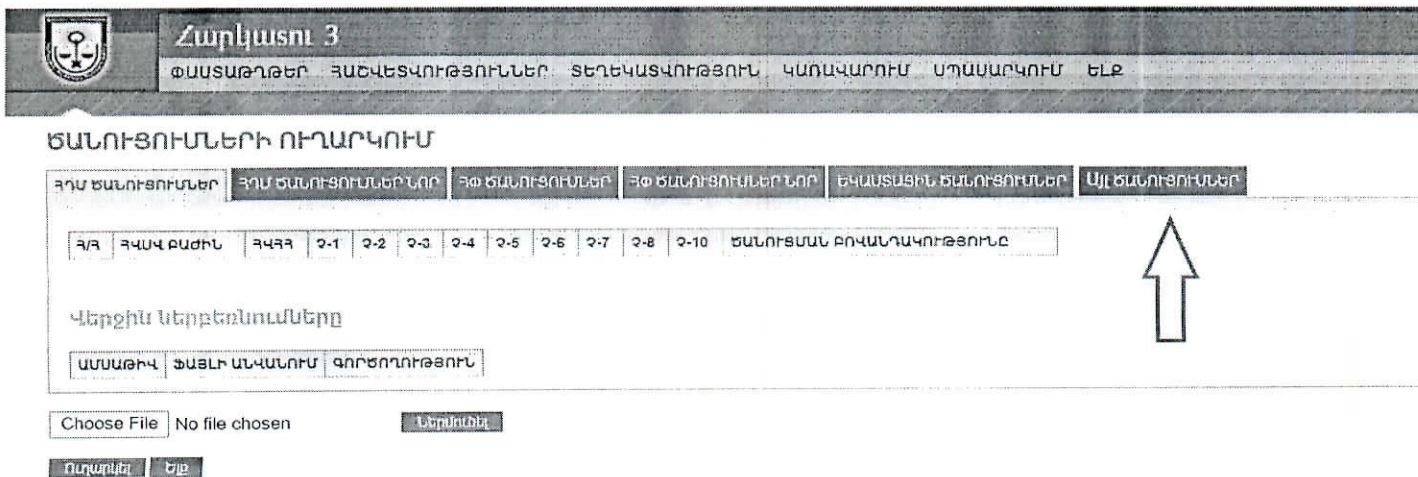 Հարկատու 3
ՓԱՍՏԱԹՂԹԵՐ ՀԱՇՎԵՏՎՈՒԹՅՈՒՆՆԵՐ ՏԵՂԵԿԱՏՎՈՒԹՅՈՒՆ ԿԱՌԱՎԱՐՈՒՄ ՍՊԱՍԱՐԿՈՒՄ ԵԼՔ
ԾԱՆՈՒՑՈՒՄՆԵՐԻ ՈՒՂԱՐԿՈՒՄ
ՀԴՄ ԾԱՆՈՒՑՈՒՄՆԵՐ ՀԴՄ ԾԱՆՈՒՑՈՒՄՆԵՐ ՆՈՐ ՀՓ ԾԱՆՈՒՑՈՒՄՆԵՐ ՀՓ ԾԱՆՈՒՑՈՒՄՆԵՐ ՆՈՐ ԵԿԱՄՏԱՅԻՆ ԾԱՆՈՒՑՈՒՄՆԵՐ Այլ ԾԱՆՈՒՑՈՒՄՆԵՐ
Հ/Հ ՀՎՍՎ ԲԱԺԻՆ ՀՎՀՀ Չ-1 Չ-2 Չ-3 Չ-4 Չ-5 Չ-6 Չ-7 Չ-8 Չ-10 ԾԱՆՈՒՑՄԱՆ ԲՈՎԱՆԴԱԿՈՒԹՅՈՒՆԸ
Վերջին ներբեռնումները
ԱՄՍԱԹԻՎ ՖԱՅԼԻ ԱՆՎԱՆՈՒՄ ԳՈՐԾՈՂՈՒԹՅՈՒՆ
Choose File No file chosen Ներմուծել
Ուղարկել Ելք